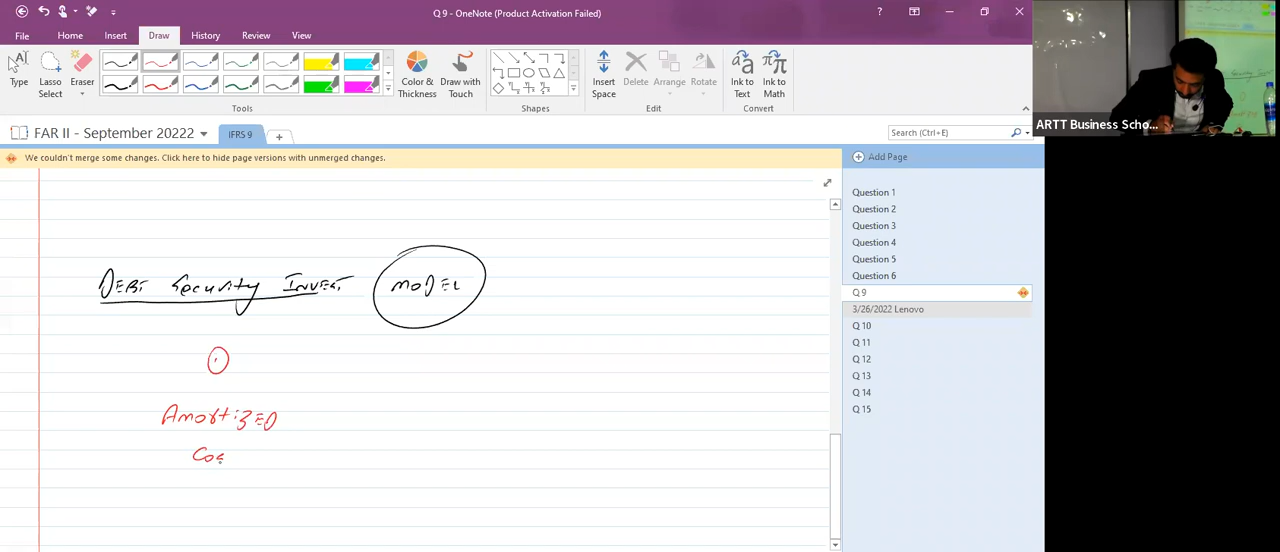 Q 9 - OneNote (Product Activation Failed)
File Home Insert Draw History Review View
Type
Lasso Select
Eraser
Color & Thickness
Draw with Touch
Insert Space
Delete
Arrange
Rotate
Ink to Text
Ink to Math
Tools
Shapes
Edit
Convert
ARTT Business Scho...
FAR II - September 20222
IFRS 9
Search (Ctrl+E)
We couldn't merge some changes. Click here to hide page versions with unmerged changes.
Add Page
Question 1
Question 2
Question 3
Question 4
Question 5
Question 6
Q 9
3/26/2022 Lenovo
Q 10
Q 11
Q 12
Q 13
Q 14
Q 15
DEBT Security INVEST MODEL
Amortized
Cos